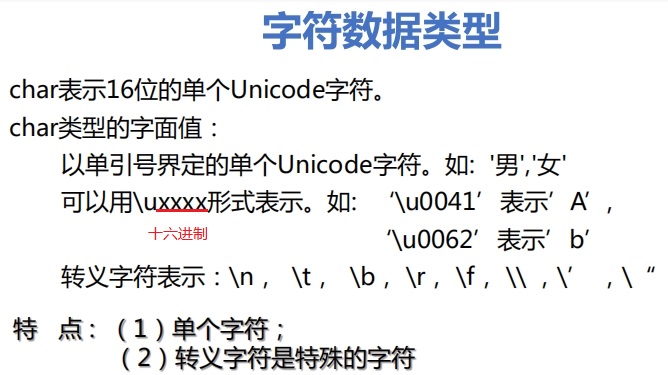 字符数据类型
char表示16位的单个Unicode字符。
char类型的字面值：
以单引号界定的单个Unicode字符。如: '男','女'
可以用\uxxxx形式表示。如: ‘\u0041’表示’A’,
十六进制
‘\u0062’表示’b’
转义字符表示：\n， \t， \b，\r，\f，\\ ，\’ ，\“
特 点：（1）单个字符；
（2）转义字符是特殊的字符